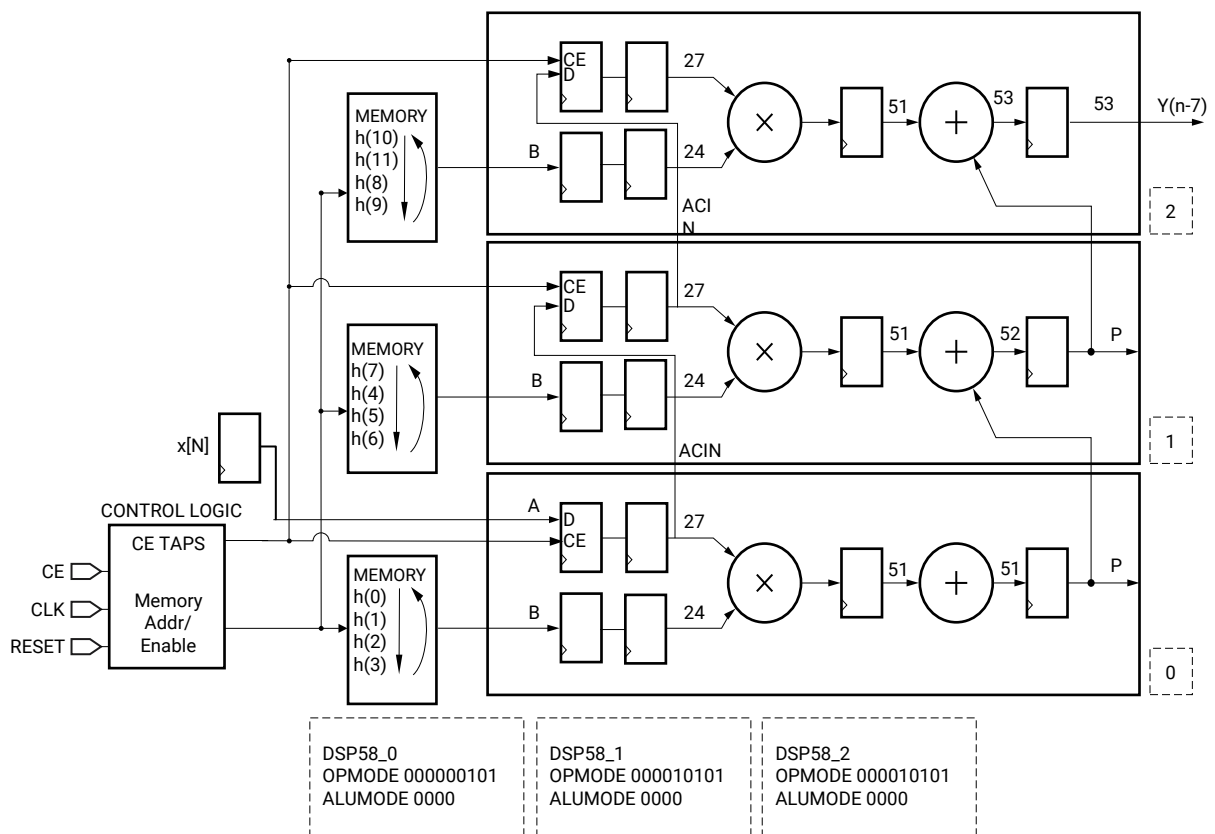 CE
D
27
×
51
+
53
53
Y(n-7)
MEMORY
h(10)
h(11)
h(8)
h(9)
B
24
ACI
N
2
CE
D
27
×
51
+
52
P
MEMORY
h(7)
h(4)
h(5)
h(6)
B
24
ACIN
1
x[N]
A
D
CE
27
×
51
+
51
P
CONTROL LOGIC
CE TAPS
Memory
Addr/
Enable
CE
CLK
RESET
MEMORY
h(0)
h(1)
h(2)
h(3)
B
24
0
DSP58_0
OPMODE 000000101
ALUMODE 0000
DSP58_1
OPMODE 000010101
ALUMODE 0000
DSP58_2
OPMODE 000010101
ALUMODE 0000